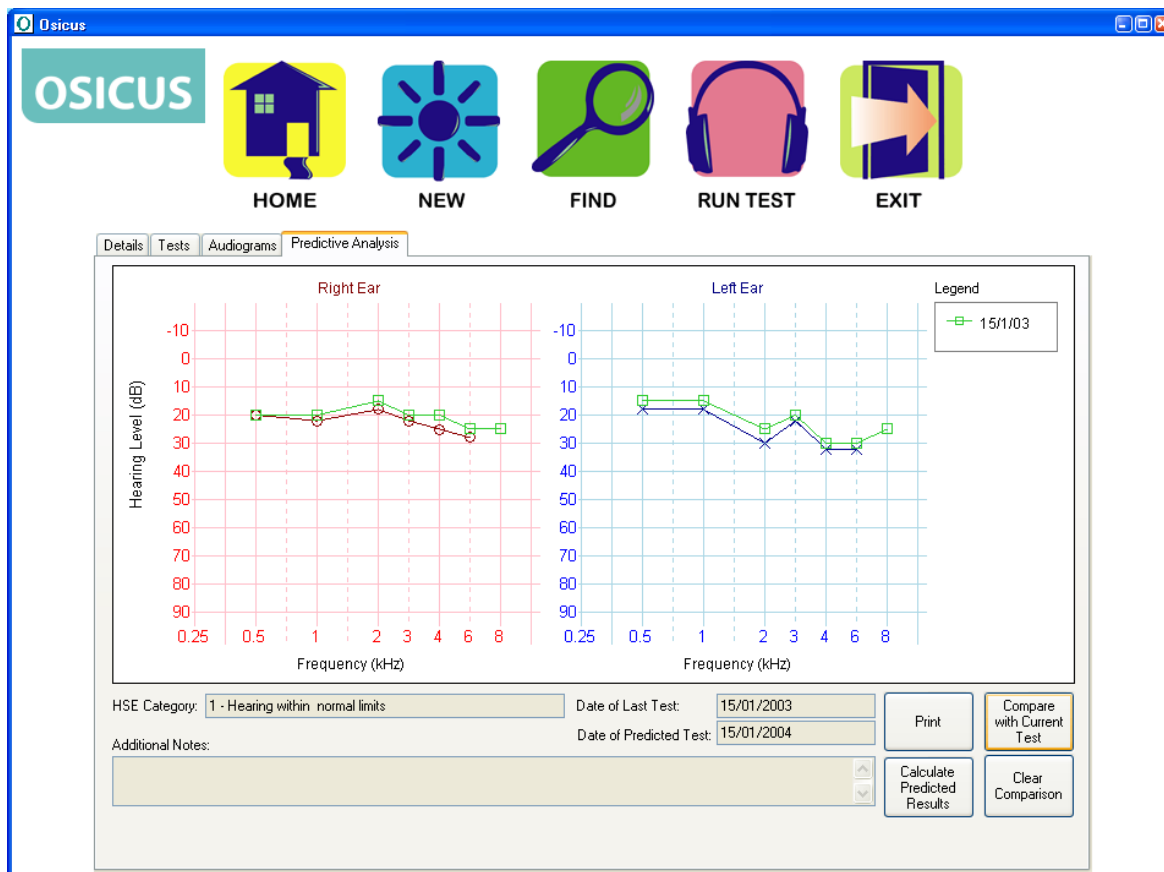 Osicus
OSICUS
HOME
NEW
FIND
RUN TEST
EXIT
Details
Tests
Audiograms
Predictive Analysis
Right Ear
-10
0
10
20
30
40
50
60
70
80
90
Hearing Level (dB)
0.25 0.5 1 2 3 4 6 8
Frequency (kHz)
Left Ear
-10
0
10
20
30
40
50
60
70
80
90
0.25 0.5 1 2 3 4 6 8
Frequency (kHz)
Legend
15/1/03
HSE Category: 1 - Hearing within normal limits
Date of Last Test: 15/01/2003
Date of Predicted Test: 15/01/2004
Additional Notes:
Print
Compare
with Current
Test
Calculate
Predicted
Results
Clear
Comparison